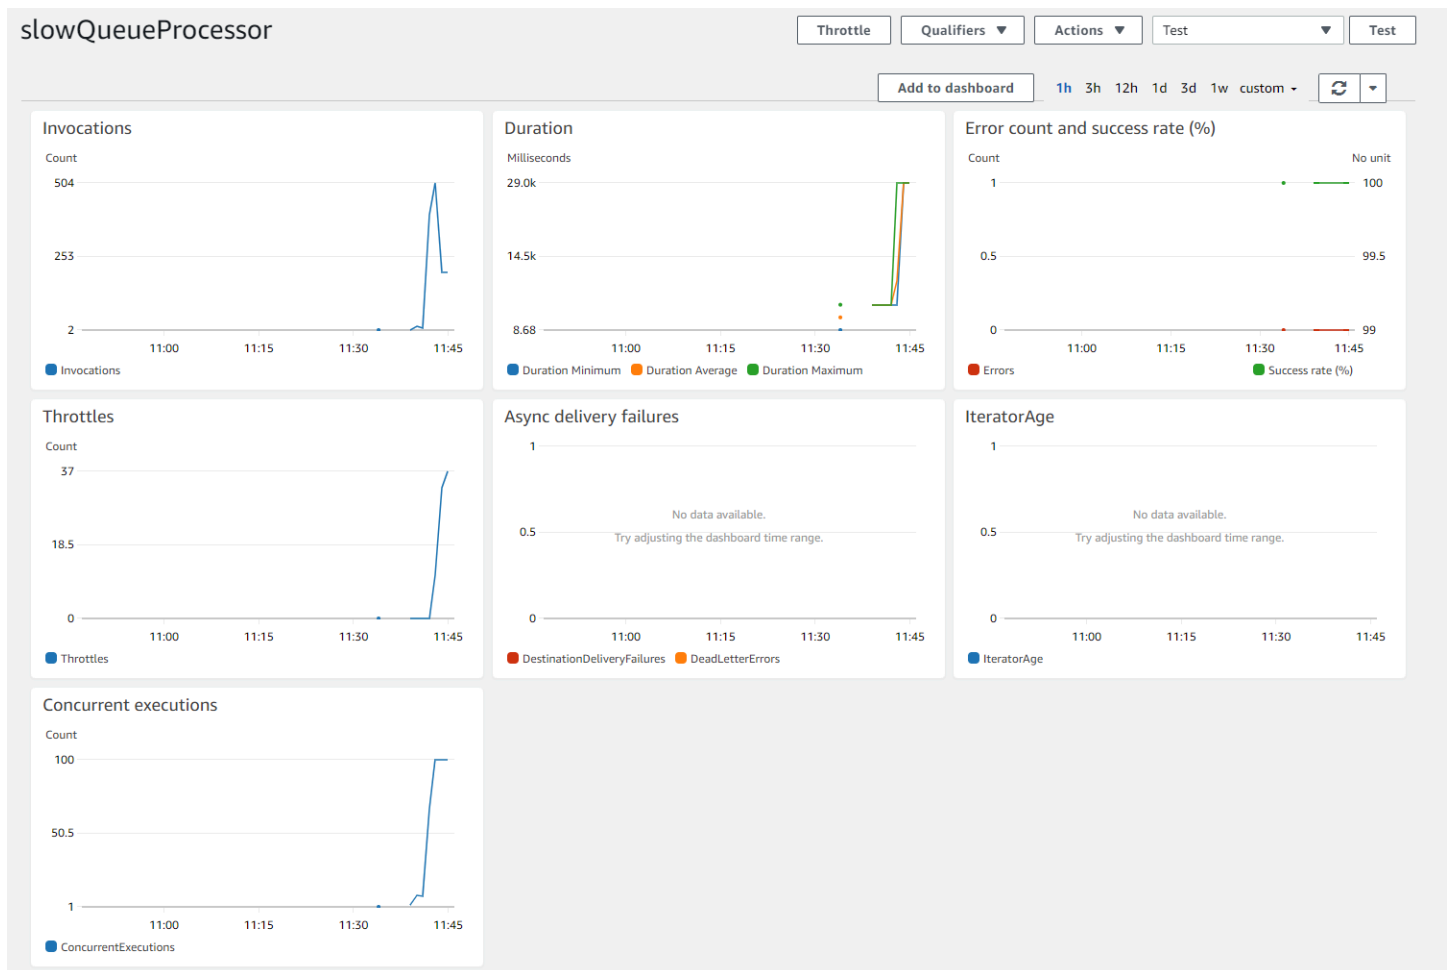 slowQueueProcessor
Throttle
Qualifiers
Actions
Test
Test
Add to dashboard
1h 3h 12h 1d 3d 1w custom
Invocations
Count
504
253
2
11:00 11:15 11:30 11:45
Invocations
Duration
Milliseconds
29.0k
14.5k
8.68
11:00 11:15 11:30 11:45
Duration Minimum Duration Average Duration Maximum
Error count and success rate (%)
Count No unit
1 100
0.5 99.5
0 99
11:00 11:15 11:30 11:45
Errors Success rate (%)
Throttles
Count
37
18.5
0
11:00 11:15 11:30 11:45
Throttles
Async delivery failures
1
No data available.
0.5
Try adjusting the dashboard time range.
0
11:00 11:15 11:30 11:45
DestinationDeliveryFailures DeadLetterErrors
IteratorAge
1
No data available.
0.5
Try adjusting the dashboard time range.
0
11:00 11:15 11:30 11:45
IteratorAge
Concurrent executions
Count
100
50.5
1
11:00 11:15 11:30 11:45
ConcurrentExecutions